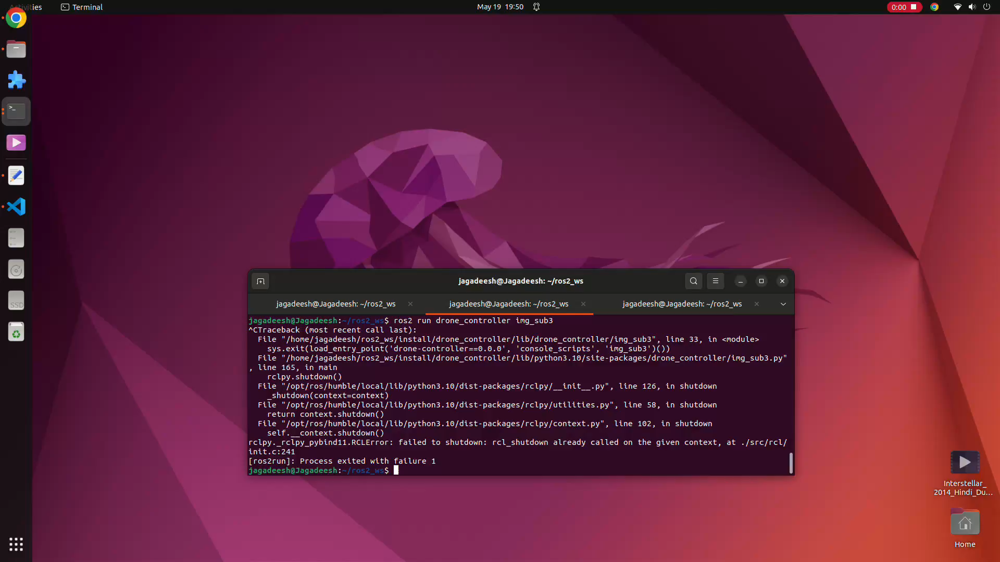 Terminal
May 19 19:50
0:00
jagadeesh@Jagadeesh: ~/ros2_ws
jagadeesh@Jagadeesh: ~/ros2_ws
jagadeesh@Jagadeesh: ~/ros2_ws
jagadeesh@Jagadeesh: ~/ros2_ws
jagadeesh@Jagadeesh:~/ros2_ws$ ros2 run drone_controller img_sub3
^CTraceback (most recent call last):
File "/home/jagadeesh/ros2_ws/install/drone_controller/lib/drone_controller/img_sub3", line 33, in <module>
sys.exit(load_entry_point('drone-controller==0.0.0', 'console_scripts', 'img_sub3')())
File "/home/jagadeesh/ros2_ws/install/drone_controller/lib/python3.10/site-packages/drone_controller/img_sub3.py"
, line 165, in main
rclpy.shutdown()
File "/opt/ros/humble/local/lib/python3.10/dist-packages/rclpy/__init__.py", line 126, in shutdown
_shutdown(context=context)
File "/opt/ros/humble/local/lib/python3.10/dist-packages/rclpy/utilities.py", line 58, in shutdown
return context.shutdown()
File "/opt/ros/humble/local/lib/python3.10/dist-packages/rclpy/context.py", line 102, in shutdown
self.__context.shutdown()
rclpy._rclpy_pybind11.RCLError: failed to shutdown: rcl_shutdown already called on the given context, at ./src/rcl/
init.c:241
[ros2run]: Process exited with failure 1
jagadeesh@Jagadeesh:~/ros2_ws$
SSD
Interstellar_
2014_Hindi_Du...
Home